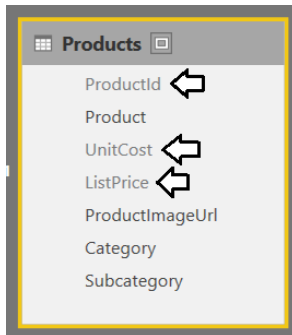 Products
ProductId
Product
UnitCost
ListPrice
ProductImageUrl
Category
Subcategory